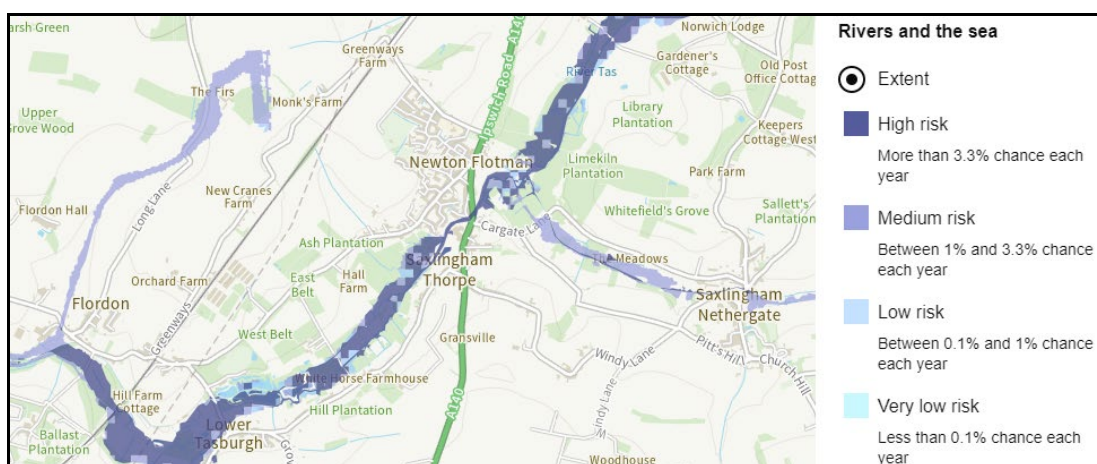 arsh Green
Greenways
Farm
Ipswich Road
A140
River Tas
Norwich Lodge
Gardener's
Cottage
Old Post
Office Cottag
The Firs
Monk's Farm
Upper
Grove Wood
Library
Plantation
Keepers
Cottage West
Newton Flotman
Limekiln
Plantation
Park Farm
Long Lane
New Cranes
Farm
Flordon Hall
Whitefield's Grove
Sallett's
Plantation
Cargate Lane
Ash Plantation
Saxlingham
Thorpe
The Meadows
Orchard Farm
East
Belt
Hall
Farm
Flordon
Greenways
Saxlingham
Nethergate
West Belt
Gransville
Windy Lane
Pitt's Hill
Church Hill
White Horse Farmhouse
Hill Farm
Cottage
Hill Plantation
A140
Windy Lane
Lower
Tasburgh
Grov
Ballast
Plantation
Woodhouse
Rivers and the sea
Extent
High risk
More than 3.3% chance each
year
Medium risk
Between 1% and 3.3% chance
each year
Low risk
Between 0.1% and 1% chance
each year
Very low risk
Less than 0.1% chance each
year